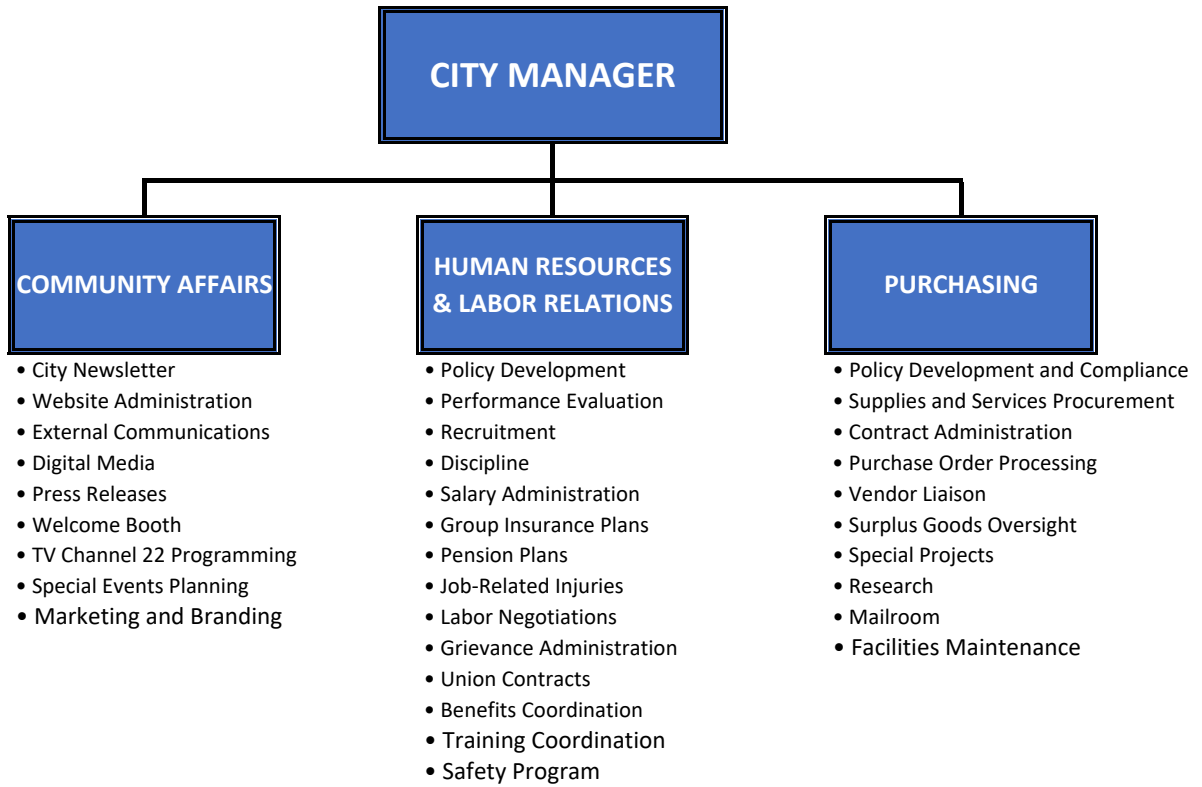 CITY MANAGER
COMMUNITY AFFAIRS
• City Newsletter
• Website Administration
• External Communications
• Digital Media
• Press Releases
• Welcome Booth
• TV Channel 22 Programming
• Special Events Planning
• Marketing and Branding
HUMAN RESOURCES
& LABOR RELATIONS
• Policy Development
• Performance Evaluation
• Recruitment
• Discipline
• Salary Administration
• Group Insurance Plans
• Pension Plans
• Job-Related Injuries
• Labor Negotiations
• Grievance Administration
• Union Contracts
• Benefits Coordination
• Training Coordination
• Safety Program
PURCHASING
• Policy Development and Compliance
• Supplies and Services Procurement
• Contract Administration
• Purchase Order Processing
• Vendor Liaison
• Surplus Goods Oversight
• Special Projects
• Research
• Mailroom
• Facilities Maintenance